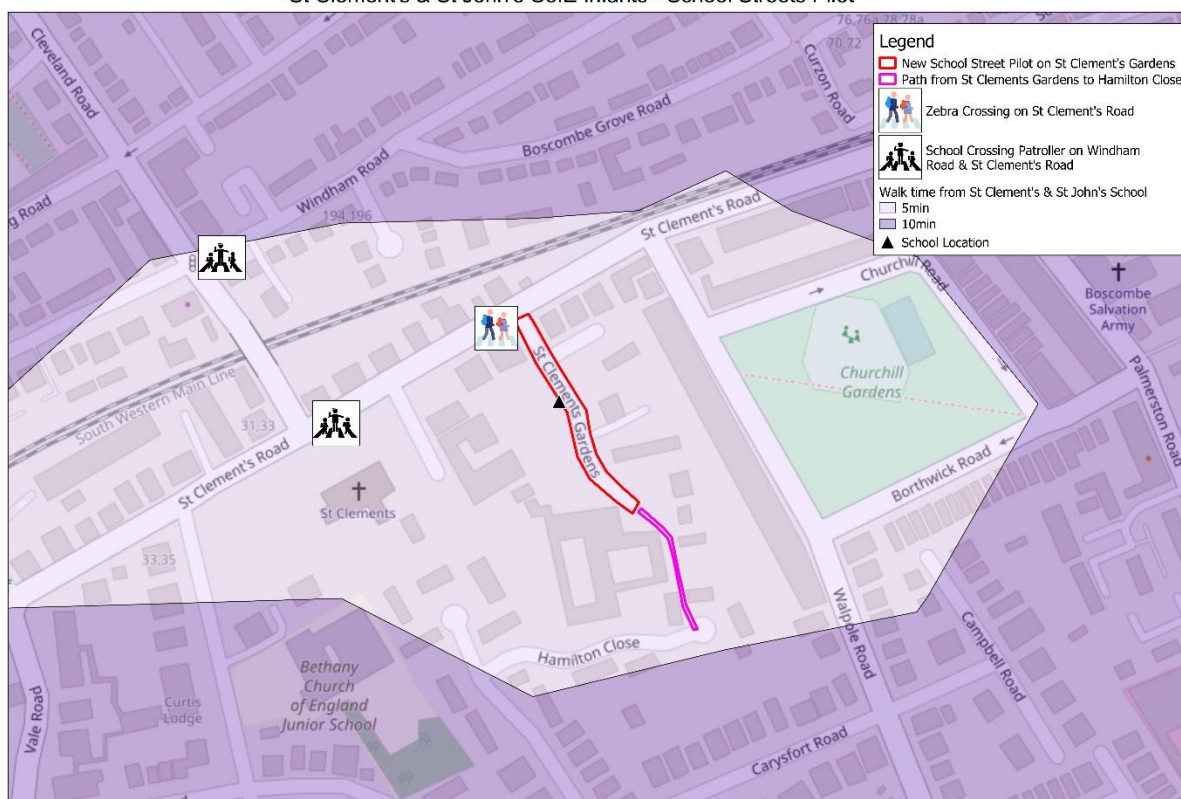 St Clement's & St John's CofE Infants - School Streets Pilot
76,76a,78,78a
70,72
Legend
New School Street Pilot on St Clement's Gardens
Path from St Clements Gardens to Hamilton Close
Zebra Crossing on St Clement's Road
School Crossing Patroller on Windham
Road & St Clement's Road
Walk time from St Clement's & St John's School
5min
10min
School Location
Cleveland Road
Curzon Road
Boscombe Grove Road
Windham Road
194,196
St Clement's Road
Churchill Road
Boscombe
Salvation
Army
St Clements Gardens
Churchill
Gardens
South Western Main Line
31,33
Palmerston Road
St Clement's Road
Borthwick Road
St Clements
33,35
Walpole Road
Campbell Road
Hamilton Close
Bethany
Church
of England
Junior School
Curtis
Lodge
Vale Road
Carysfort Road